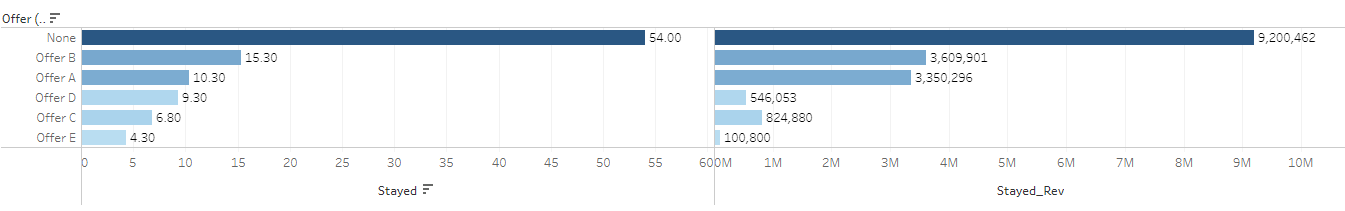 Offer (..
None 54.00 9,200,462
Offer B 15.30 3,609,901
Offer A 10.30 3,350,296
Offer D 9.30 546,053
Offer C 6.80 824,880
Offer E 4.30 100,800
0 5 10 15 20 25 30 35 40 45 50 55 60 0M 1M 2M 3M 4M 5M 6M 7M 8M 9M 10M
Stayed Stayed_Rev